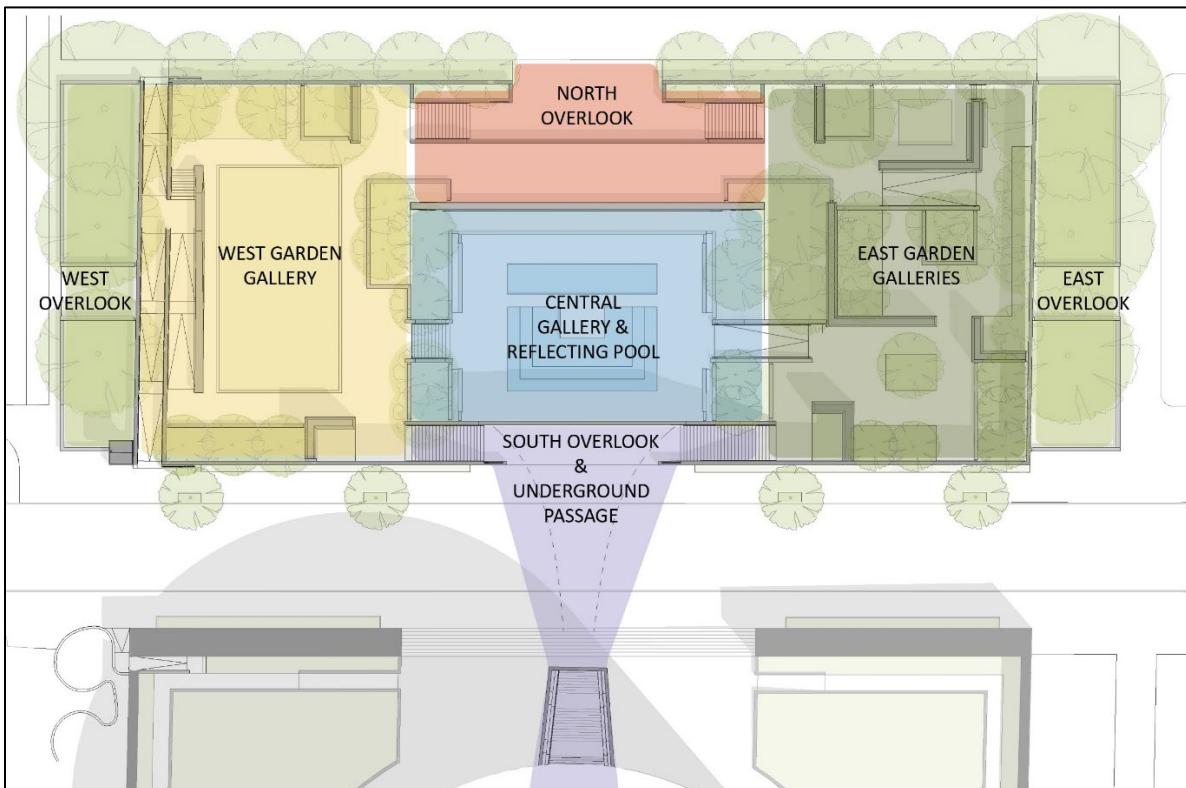 NORTH
OVERLOOK
WEST GARDEN
GALLERY
EAST GARDEN
GALLERIES
WEST
OVERLOOK
EAST
OVERLOOK
CENTRAL
GALLERY &
REFLECTING POOL
SOUTH OVERLOOK
&
UNDERGROUND
PASSAGE